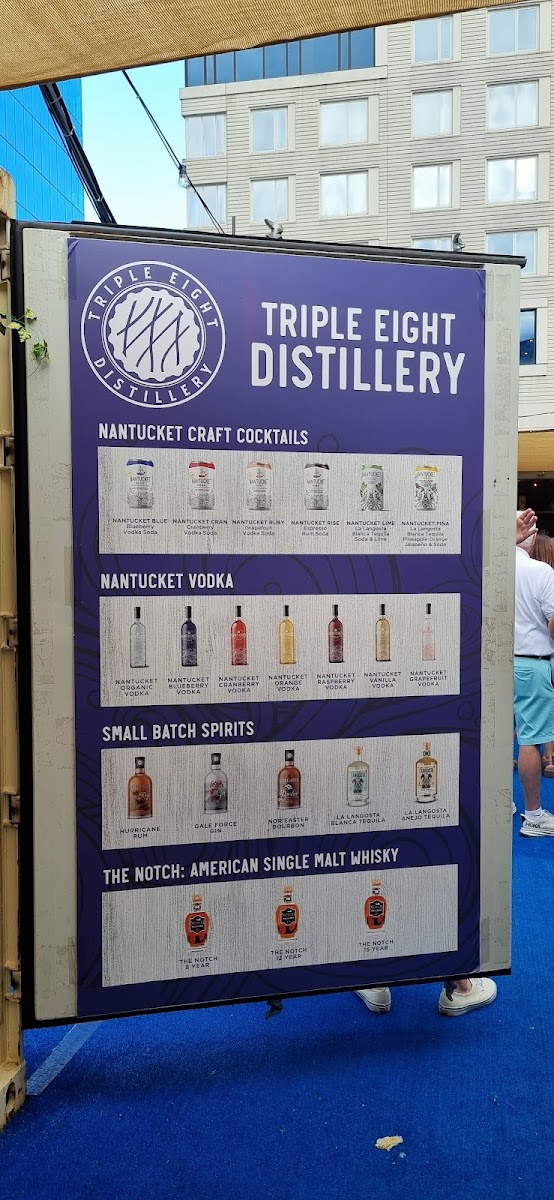 TRIPLE EIGHT
DISTILLERY
TRIPLE EIGHT
DISTILLERY
NANTUCKET CRAFT COCKTAILS
NANTUCKET BLUE
Blueberry
Vodka Soda
NANTUCKET CRAN
Cranberry
Vodka Soda
NANTUCKET RUBY
Grapefruit
Vodka Soda
NANTUCKET RISE
Espresso
Rum Soda
NANTUCKET LIME
La Langosta
Blanca Tequila
Soda & Lime
NANTUCKET PIÑA
La Langosta
Blanca Tequila
Pineapple Orange
Jalapeño & Soda
NANTUCKET VODKA
NANTUCKET
ORGANIC
VODKA
NANTUCKET
BLUEBERRY
VODKA
NANTUCKET
CRANBERRY
VODKA
NANTUCKET
ORANGE
VODKA
NANTUCKET
RASPBERRY
VODKA
NANTUCKET
VANILLA
VODKA
NANTUCKET
GRAPEFRUIT
VODKA
SMALL BATCH SPIRITS
HURRICANE
RUM
GALE FORCE
GIN
NOR'EASTER
BOURBON
LA LANGOSTA
BLANCA TEQUILA
LA LANGOSTA
AÑEJO TEQUILA
THE NOTCH: AMERICAN SINGLE MALT WHISKY
THE NOTCH
8 YEAR
THE NOTCH
12 YEAR
THE NOTCH
15 YEAR